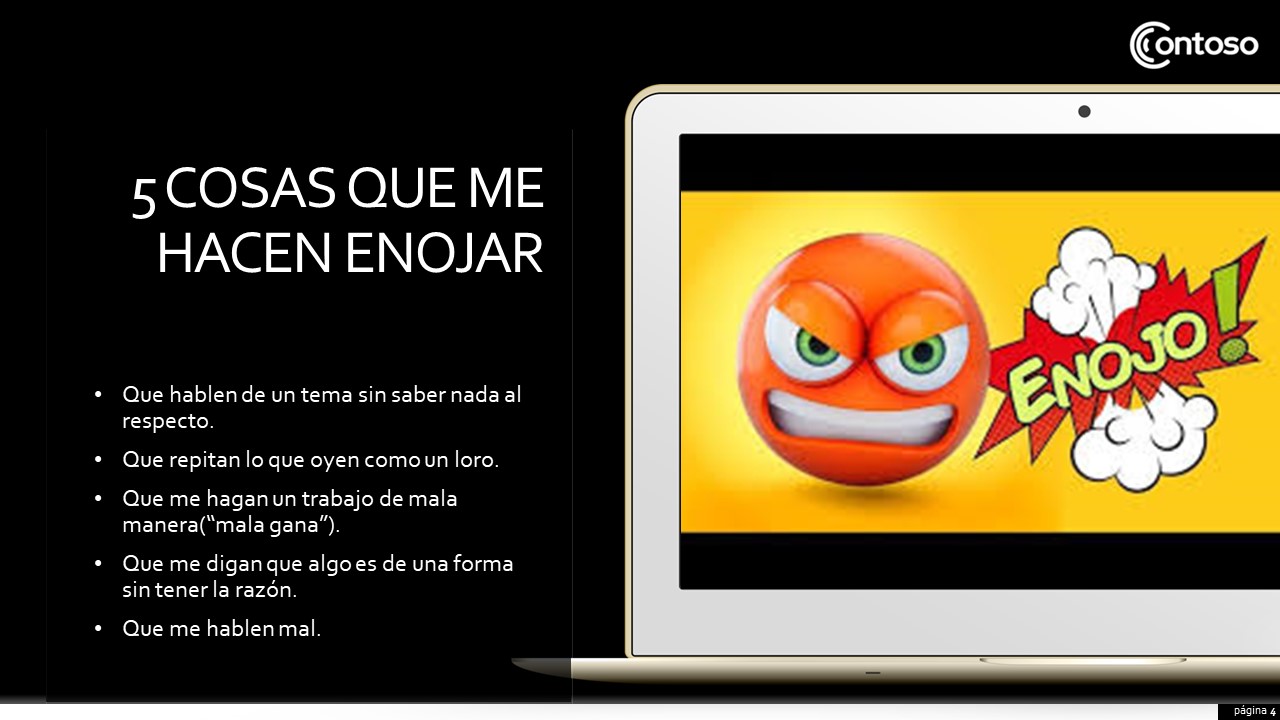 Contoso
5 COSAS QUE ME
HACEN ENOJAR
• Que hablen de un tema sin saber nada al
respecto.
• Que repitan lo que oyen como un loro.
• Que me hagan un trabajo de mala
manera(“mala gana”).
• Que me digan que algo es de una forma
sin tener la razón.
• Que me hablen mal.
ENOJO!
página 4